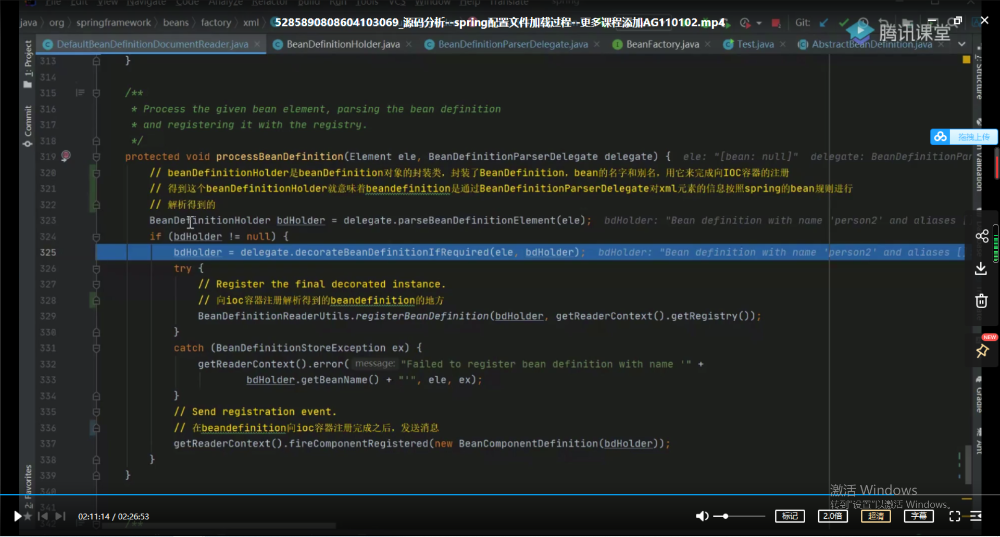 File Edit View Navigate Code Analyze Refactor Build Run Tools VCS Window Help Translate spring
java org springframework beans factory xml 5285890808604103069_源码分析--spring配置文件加载过程--更多课程添加AG110102.mp4 Git:
腾讯课堂
DefaultBeanDefinitionDocumentReader.java BeanDefinitionHolder.java BeanDefinitionParserDelegate.java BeanFactory.java Test.java AbstractBeanDefinition.java
1: Project
Commit
2: Favorites
313 }
314
315 /**
316 * Process the given bean element, parsing the bean definition
317 * and registering it with the registry.
318 */
319 protected void processBeanDefinition(Element ele, BeanDefinitionParserDelegate delegate) { ele: "[bean: null]" delegate: BeanDefinitionPar
320 // beanDefinitionHolder是beanDefinition对象的封装类，封装了BeanDefinition，bean的名字和别名，用它来完成向IOC容器的注册
321 // 得到这个beanDefinitionHolder就意味着beandefinition是通过BeanDefinitionParserDelegate对xml元素的信息按照spring的bean规则进行
322 // 解析得到的
323 BeanDefinitionHolder bdHolder = delegate.parseBeanDefinitionElement(ele); bdHolder: "Bean definition with name 'person2' and aliases [
324 if (bdHolder != null) {
325 bdHolder = delegate.decorateBeanDefinitionIfRequired(ele, bdHolder); bdHolder: "Bean definition with name 'person2' and aliases [
326 try {
327 // Register the final decorated instance.
328 // 向ioc容器注册解析得到的beandefinition的地方
329 BeanDefinitionReaderUtils.registerBeanDefinition(bdHolder, getReaderContext().getRegistry());
330 }
331 catch (BeanDefinitionStoreException ex) {
332 getReaderContext().error( message: "Failed to register bean definition with name '" +
333 bdHolder.getBeanName() + "'", ele, ex);
334 }
335 // Send registration event.
336 // 在beandefinition向ioc容器注册完成之后，发送消息
337 getReaderContext().fireComponentRegistered(new BeanComponentDefinition(bdHolder));
338 }
339 }
340
341
342 /**
7: Structure
拖拽上传
NEW
Gradle
Ant
激活 Windows
转到“设置”以激活 Windows。
02:11:14 / 02:26:53
标记 2.0倍 超清 字幕